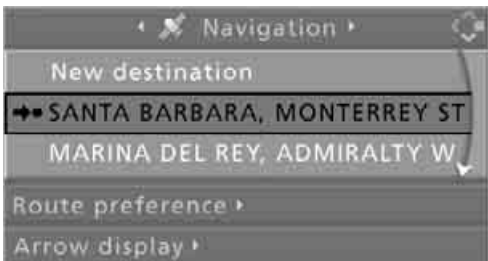 Navigation
New destination
SANTA BARBARA, MONTERREY ST
MARINA DEL REY, ADMIRALTY W
Route preference
Arrow display